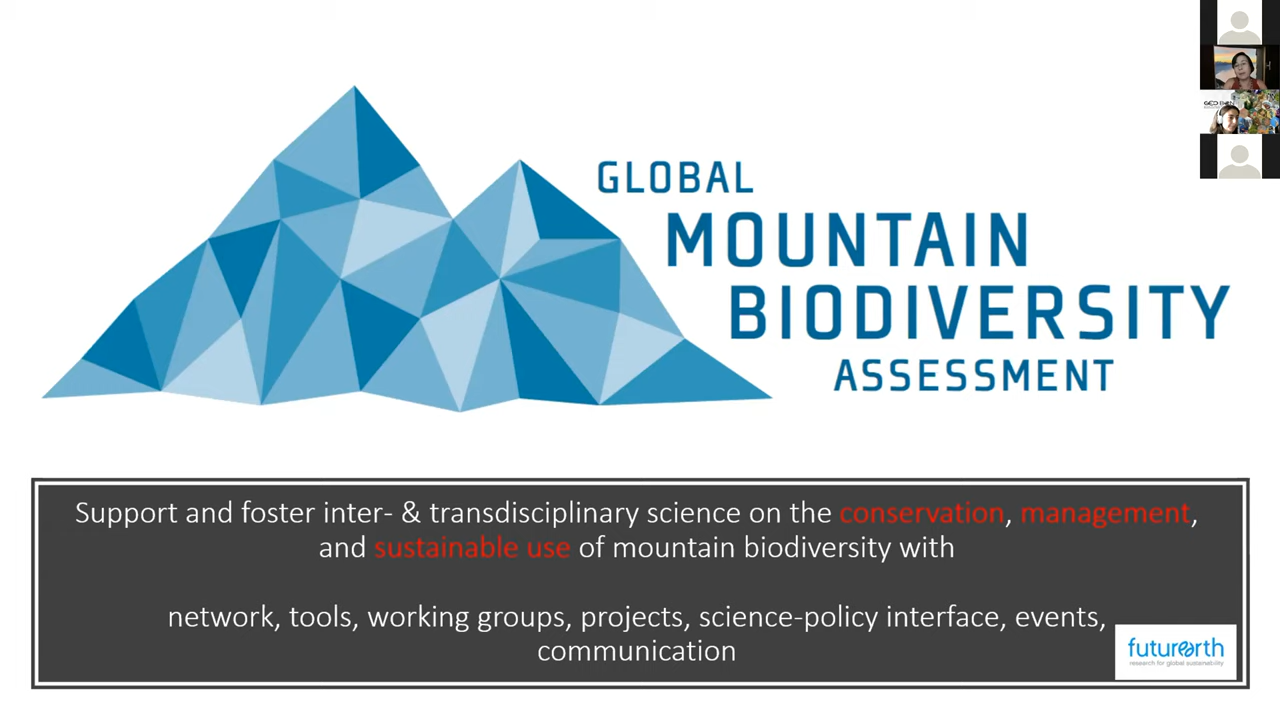 GLOBAL
MOUNTAIN
BIODIVERSITY
ASSESSMENT
Support and foster inter- & transdisciplinary science on the conservation, management,
and sustainable use of mountain biodiversity with
network, tools, working groups, projects, science-policy interface, events,
communication
futurearth
research for global sustainability